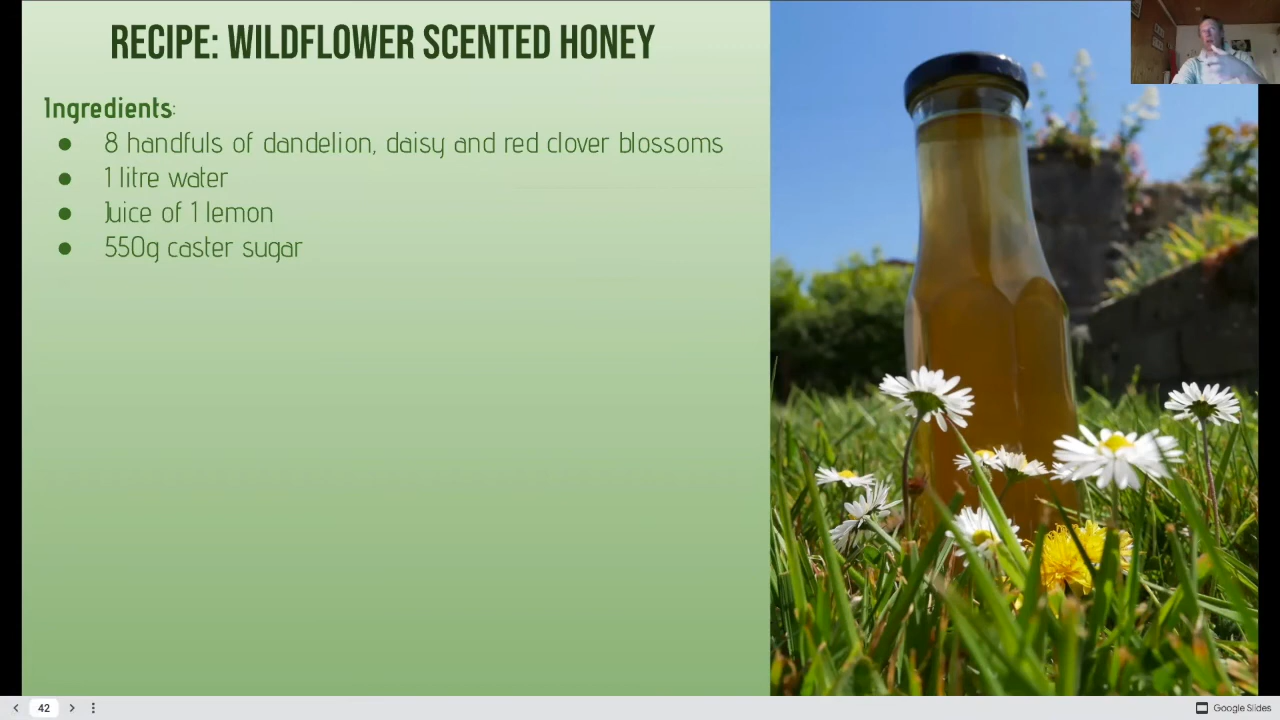 RECIPE: WILDFLOWER SCENTED HONEY
Ingredients:
● 8 handfuls of dandelion, daisy and red clover blossoms
● 1 litre water
● Juice of 1 lemon
● 550g caster sugar
42
Google Slides